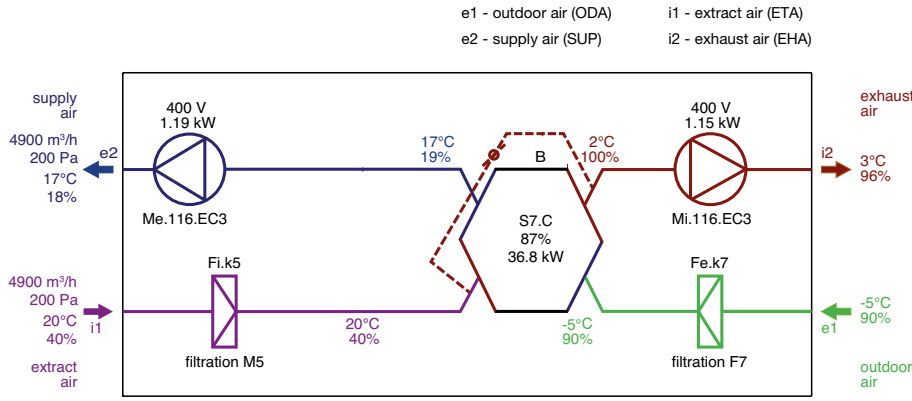 e1 - outdoor air (ODA)
i1 - extract air (ETA)
e2 - supply air (SUP)
i2 - exhaust air (EHA)
supply
air
4900 m³/h
200 Pa
17°C
18%
e2
400 V
1.19 kW
Me.116.EC3
17°C
19%
B
2°C
100%
400 V
1.15 kW
Mi.116.EC3
exhaust
air
i2
3°C
96%
S7.C
87%
36.8 kW
4900 m³/h
200 Pa
20°C
40%
i1
extract
air
Fi.k5
filtration M5
20°C
40%
-5°C
90%
Fe.k7
filtration F7
-5°C
90%
e1
outdoor
air